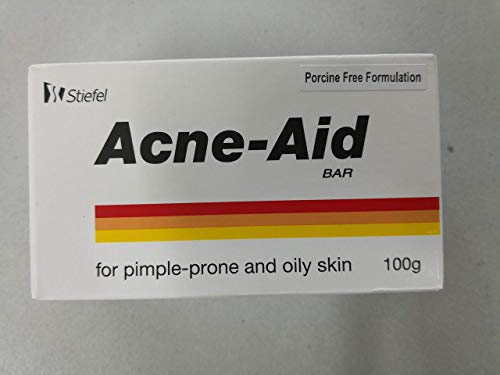 Stiefel
Porcine Free Formulation
Acne-Aid
BAR
for pimple-prone and oily skin 100g